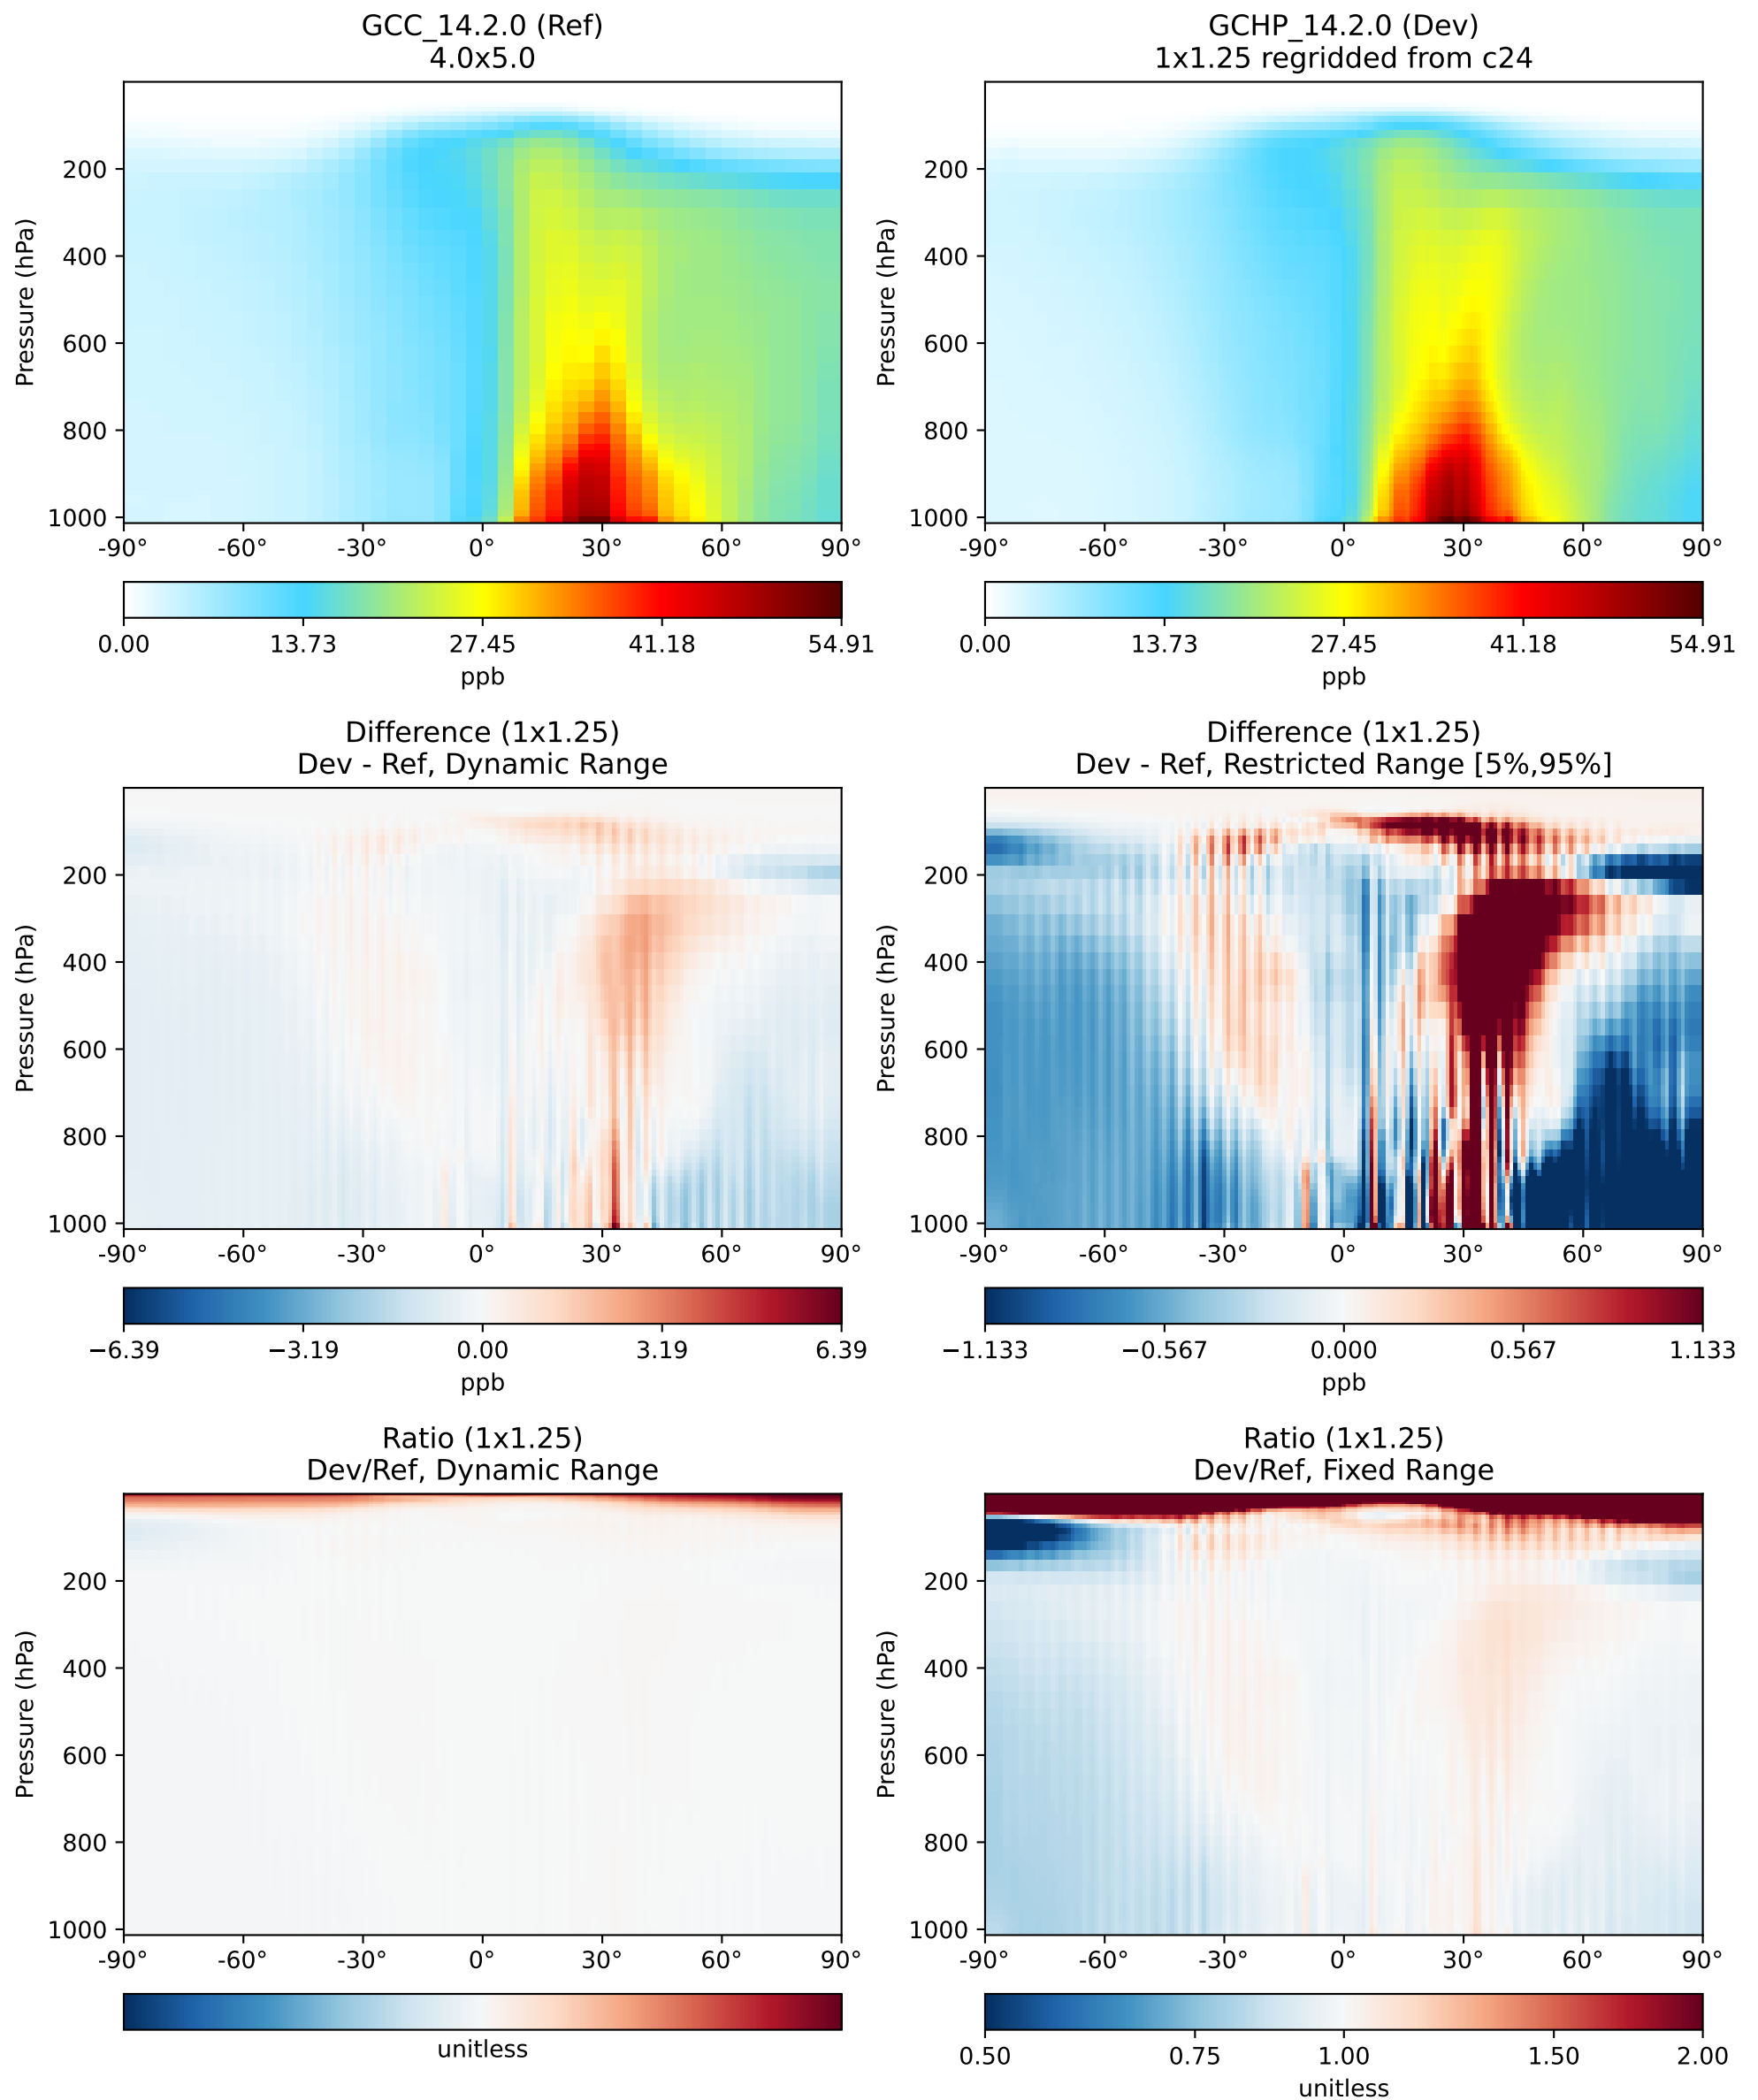 GCC_14.2.0 (Ref)
4.0x5.0
Pressure (hPa)
200
400
600
800
1000
-90° -60° -30° 0° 30° 60° 90°
0.00 13.73 27.45 41.18 54.91
ppb
GCHP_14.2.0 (Dev)
1x1.25 regridded from c24
Pressure (hPa)
200
400
600
800
1000
-90° -60° -30° 0° 30° 60° 90°
0.00 13.73 27.45 41.18 54.91
ppb
Difference (1x1.25)
Dev - Ref, Dynamic Range
Pressure (hPa)
200
400
600
800
1000
-90° -60° -30° 0° 30° 60° 90°
−6.39 −3.19 0.00 3.19 6.39
ppb
Difference (1x1.25)
Dev - Ref, Restricted Range [5%,95%]
Pressure (hPa)
200
400
600
800
1000
-90° -60° -30° 0° 30° 60° 90°
−1.133 −0.567 0.000 0.567 1.133
ppb
Ratio (1x1.25)
Dev/Ref, Dynamic Range
Pressure (hPa)
200
400
600
800
1000
-90° -60° -30° 0° 30° 60° 90°
unitless
Ratio (1x1.25)
Dev/Ref, Fixed Range
Pressure (hPa)
200
400
600
800
1000
-90° -60° -30° 0° 30° 60° 90°
0.50 0.75 1.00 1.50 2.00
unitless